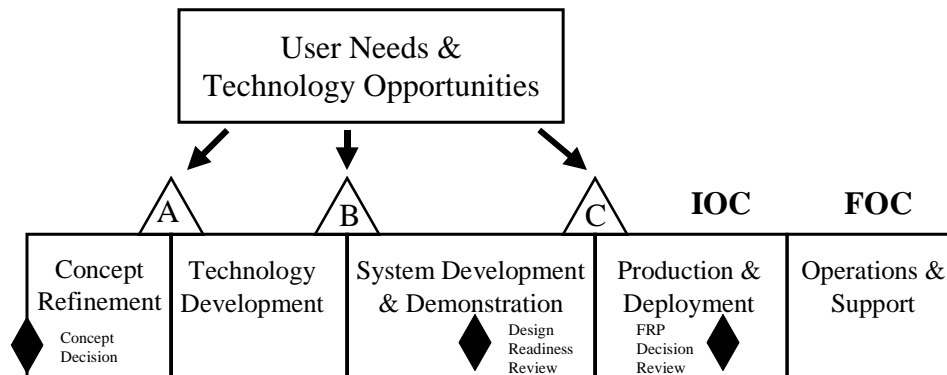 User Needs &
Technology Opportunities
A
B
C
IOC
FOC
Concept
Refinement
Technology
Development
System Development
& Demonstration
Production &
Deployment
Operations &
Support
Concept
Decision
Design
Readiness
Review
FRP
Decision
Review